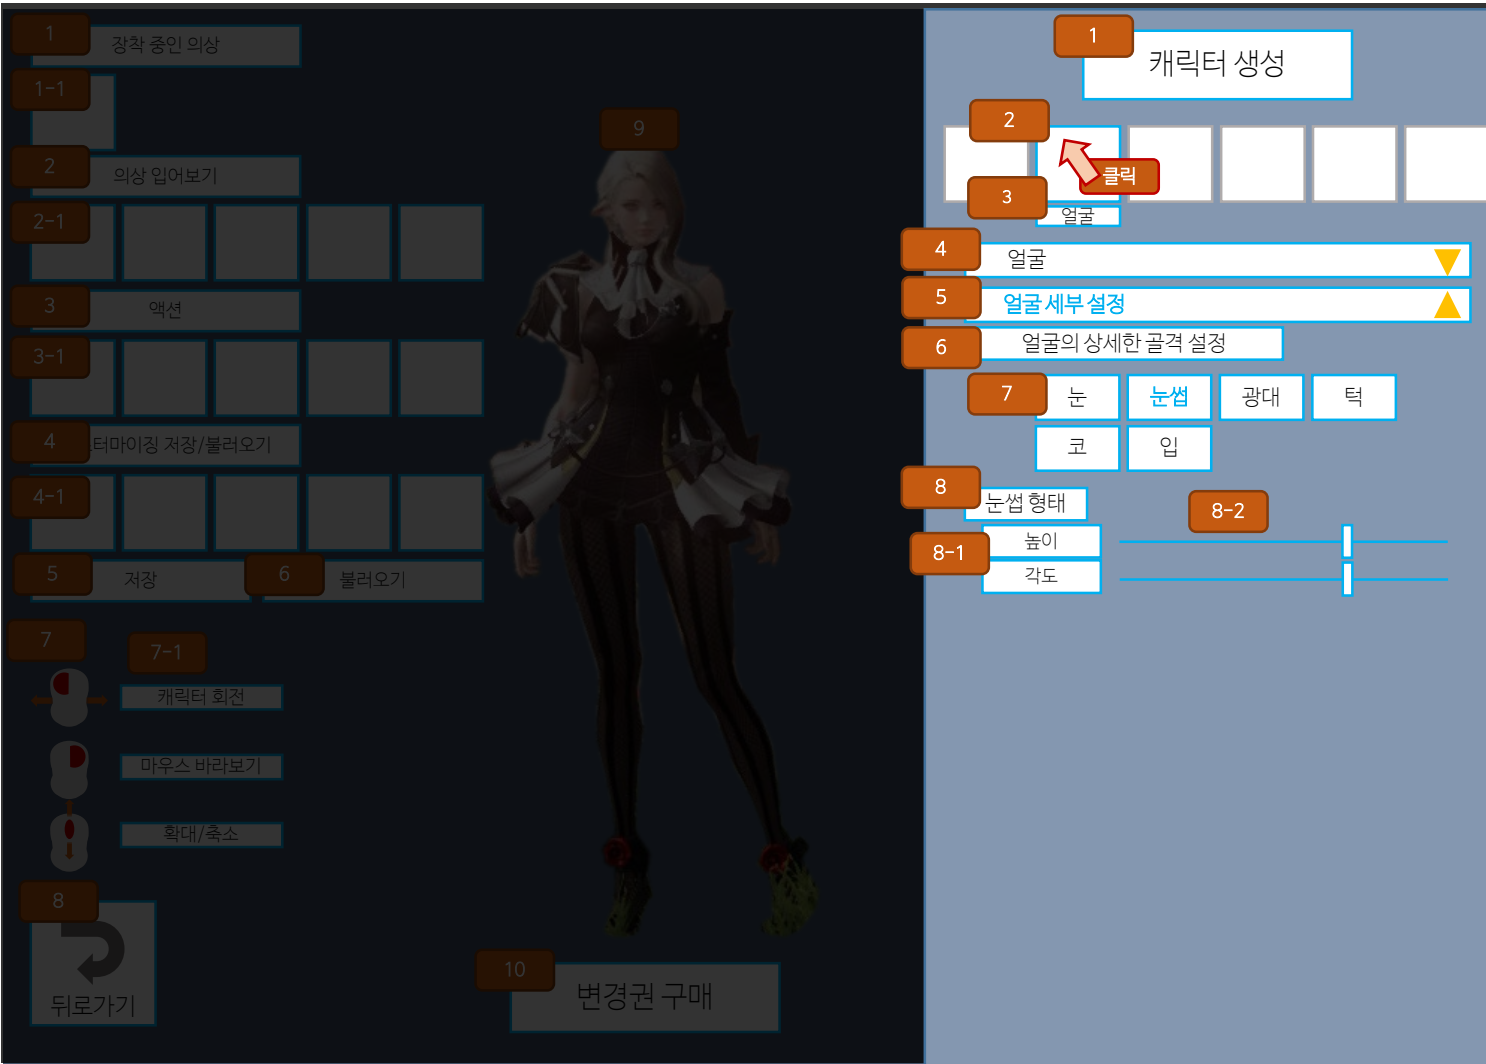 1
장착 중인 의상
1-1
2
의상 입어보기
2-1
3
액션
3-1
4
터마이징 저장/불러오기
4-1
5
저장
6
불러오기
7
7-1
캐릭터 회전
마우스 바라보기
확대/축소
8
뒤로가기
9
10
변경권 구매
1
캐릭터 생성
2
클릭
3
얼굴
4
얼굴
5
얼굴 세부 설정
6
얼굴의 상세한 골격 설정
7
눈
눈썹
광대
턱
코
입
8
눈썹 형태
8-1
8-2
높이
각도